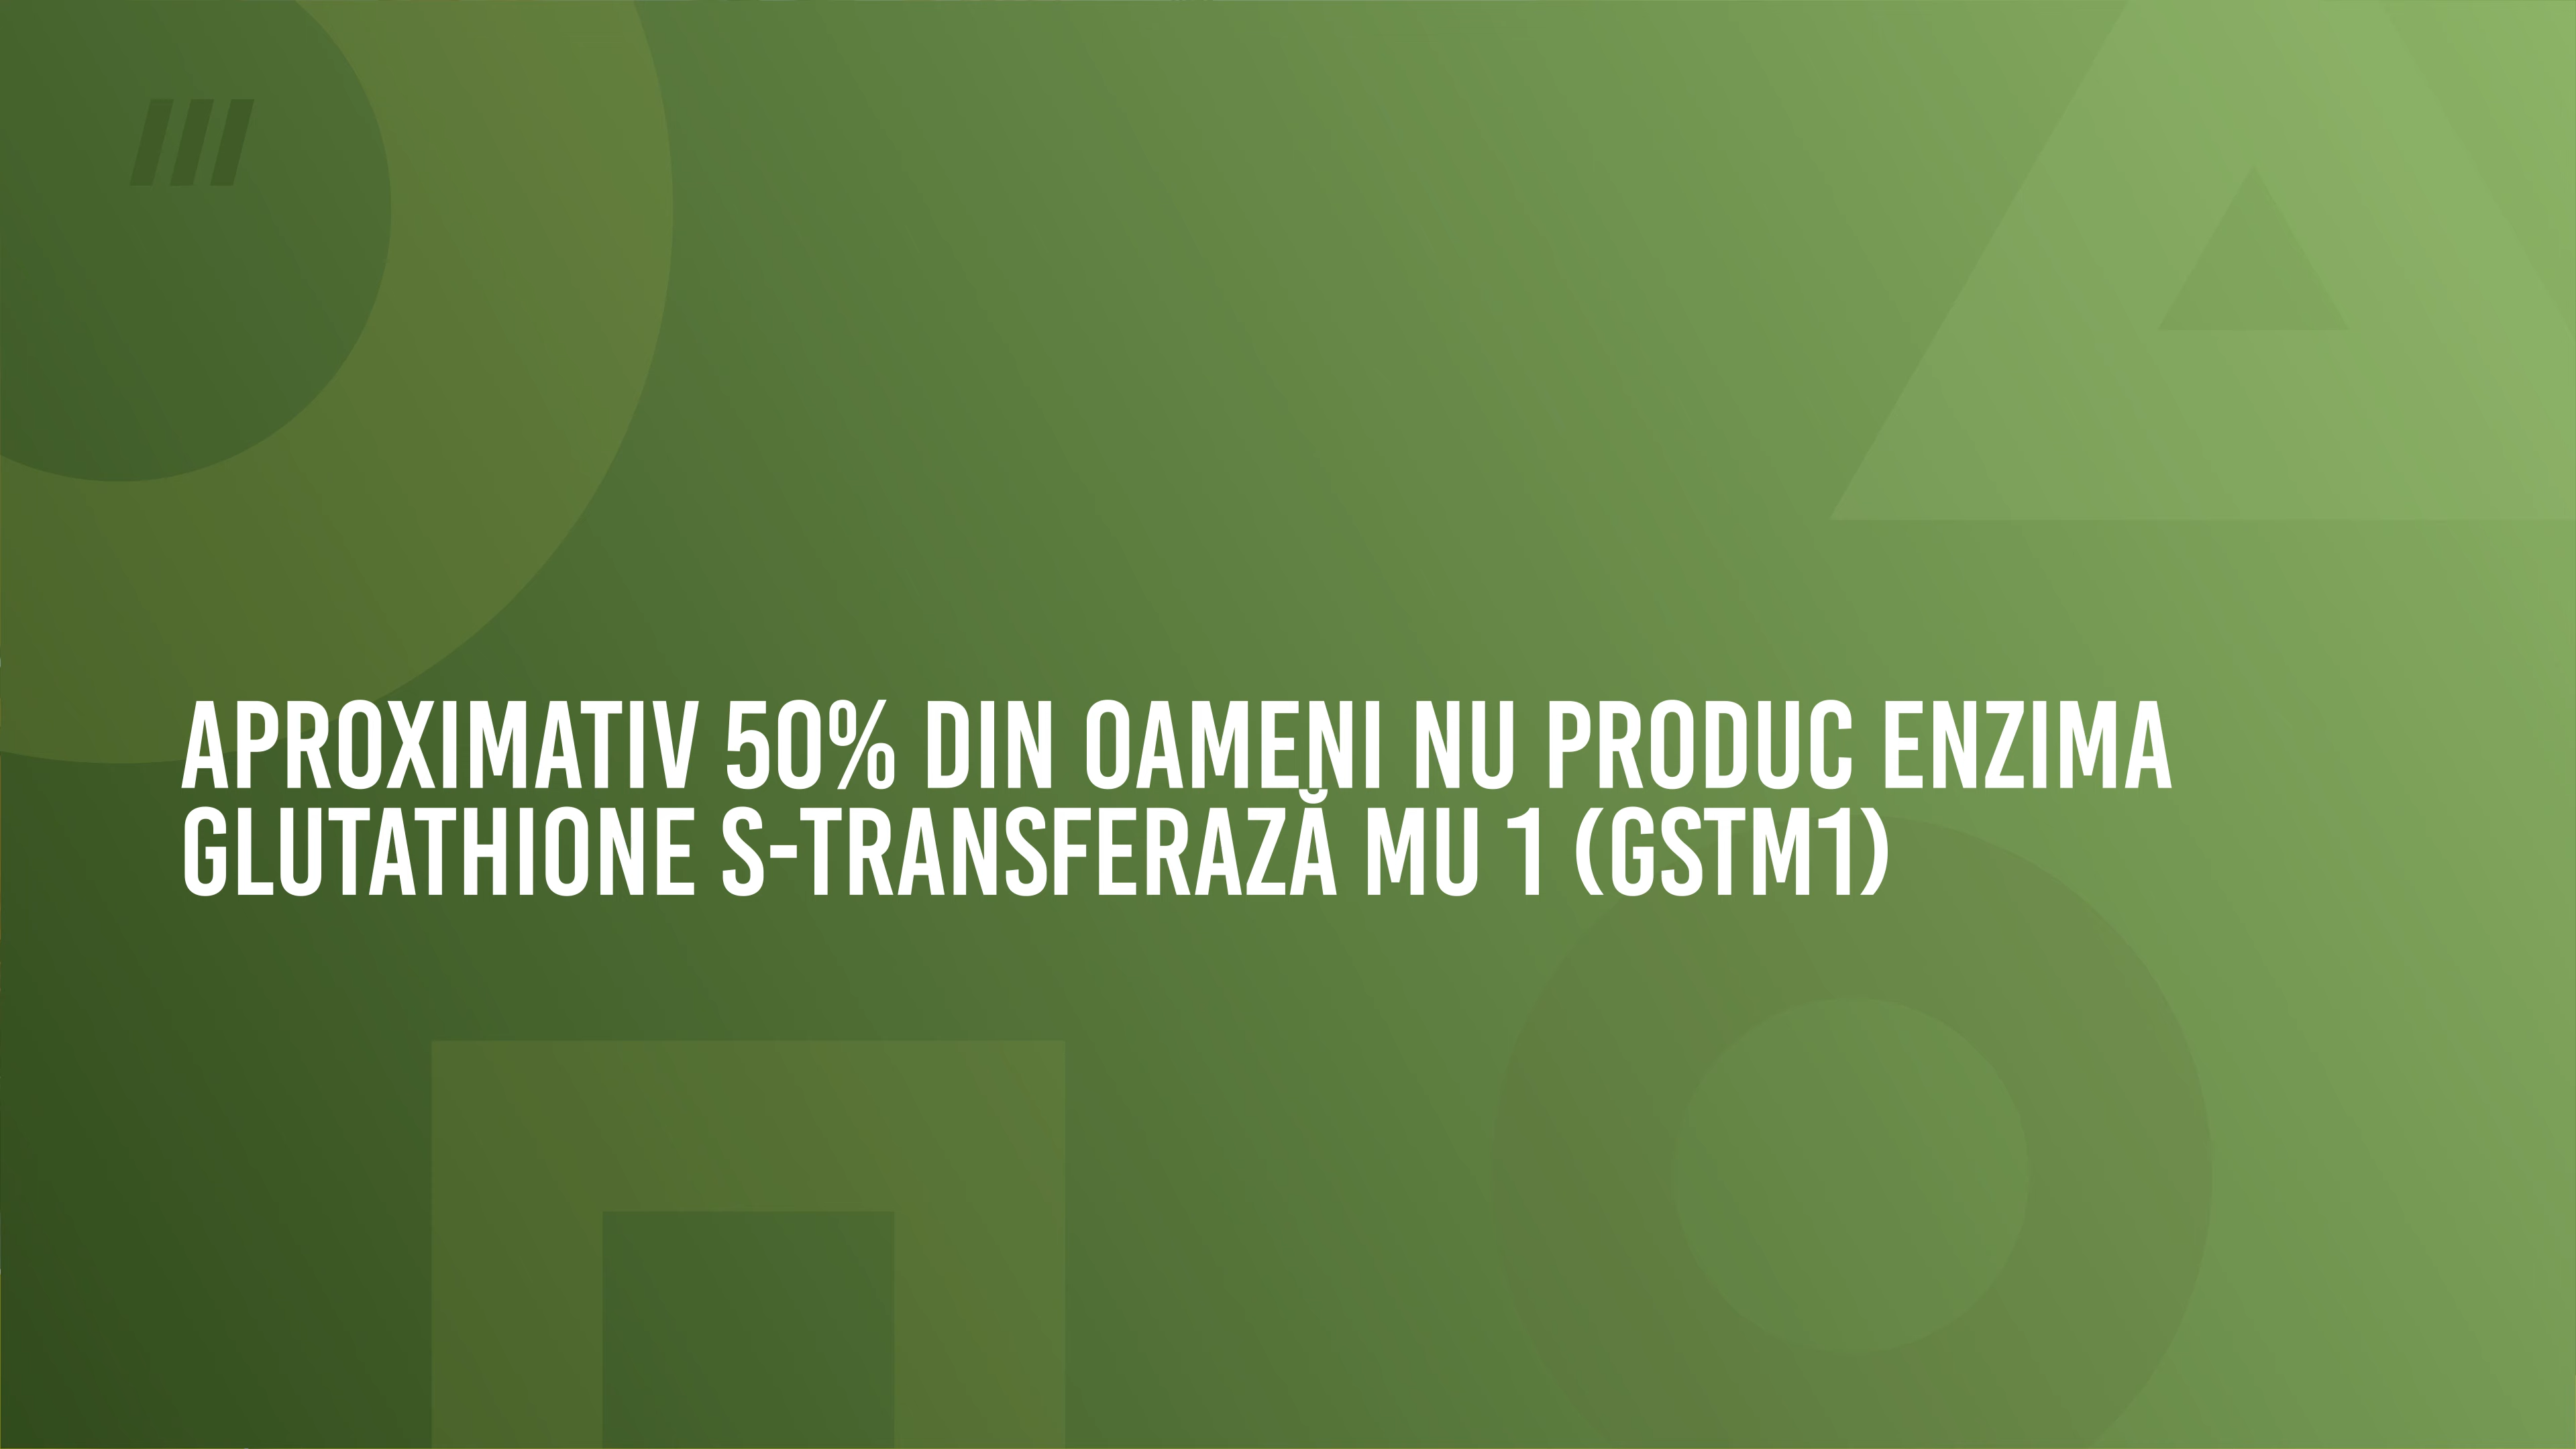 APROXIMATIV 50% DIN OAMENI NU PRODUC ENZIMA
GLUTATHIONE S-TRANSFERAZĂ MU 1 (GSTM1)